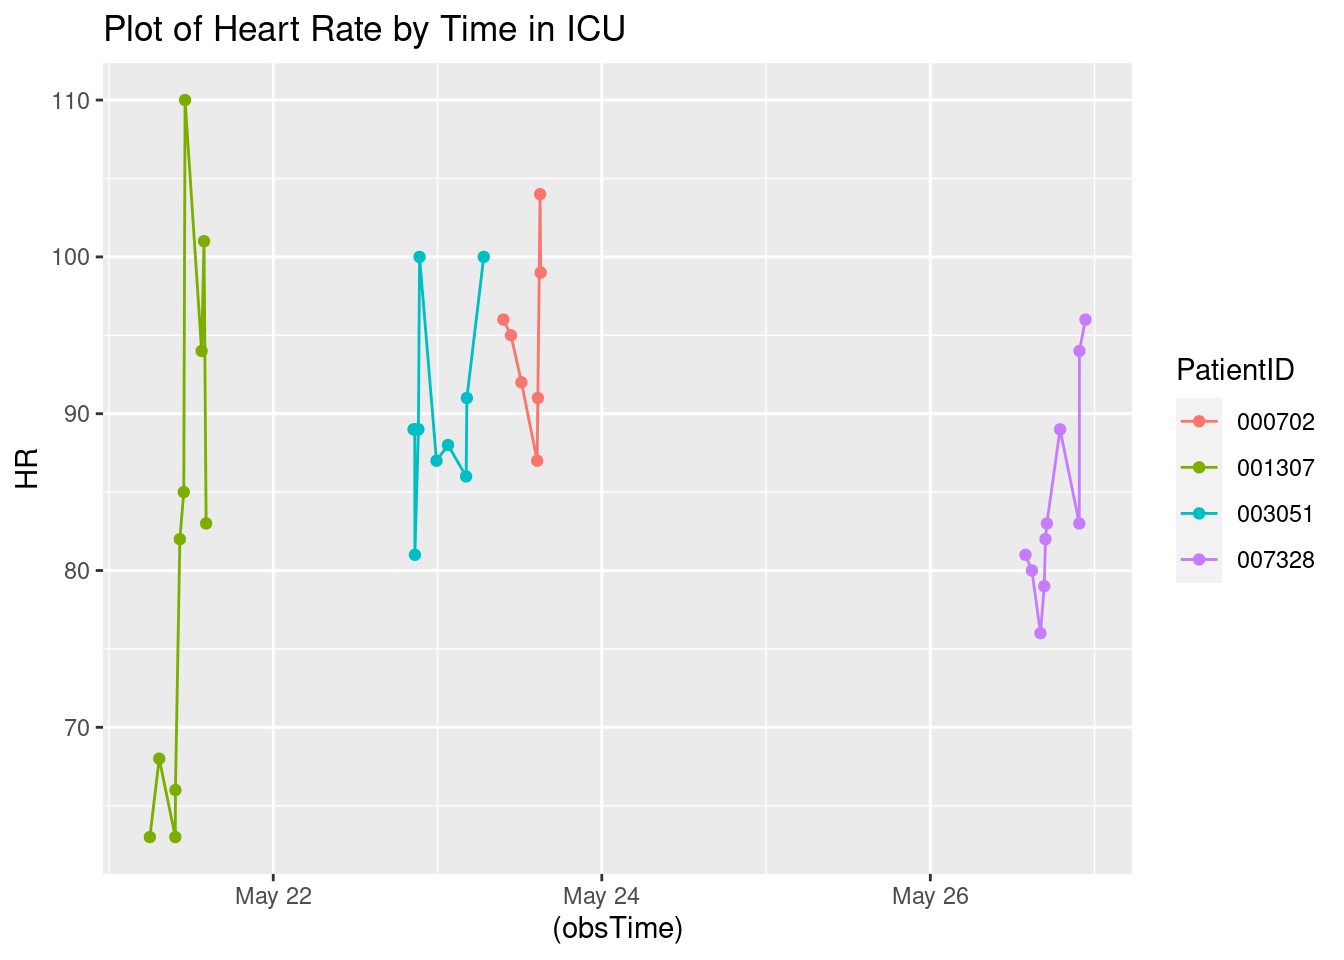 Plot of Heart Rate by Time in ICU
110
100
90
80
70
HR
May 22
May 24
May 26
(obsTime)
PatientID
000702
001307
003051
007328